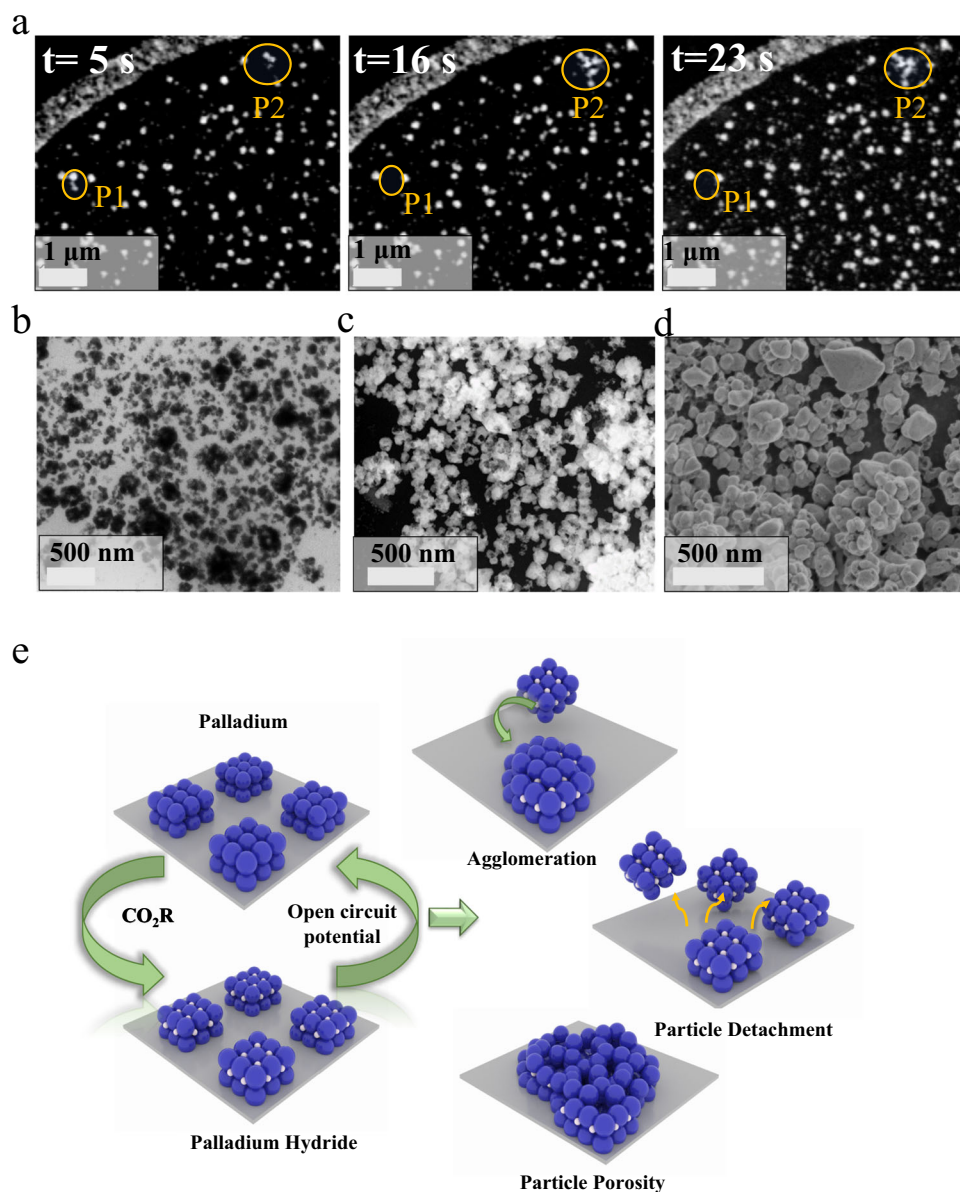 a
t= 5 s
t=16 s
t=23 s
P2
P2
P2
P1
P1
P1
1 µm
1 µm
1 µm
b
c
d
500 nm
500 nm
500 nm
e
Palladium
CO₂R
Open circuit
potential
Palladium Hydride
Agglomeration
Particle Detachment
Particle Porosity